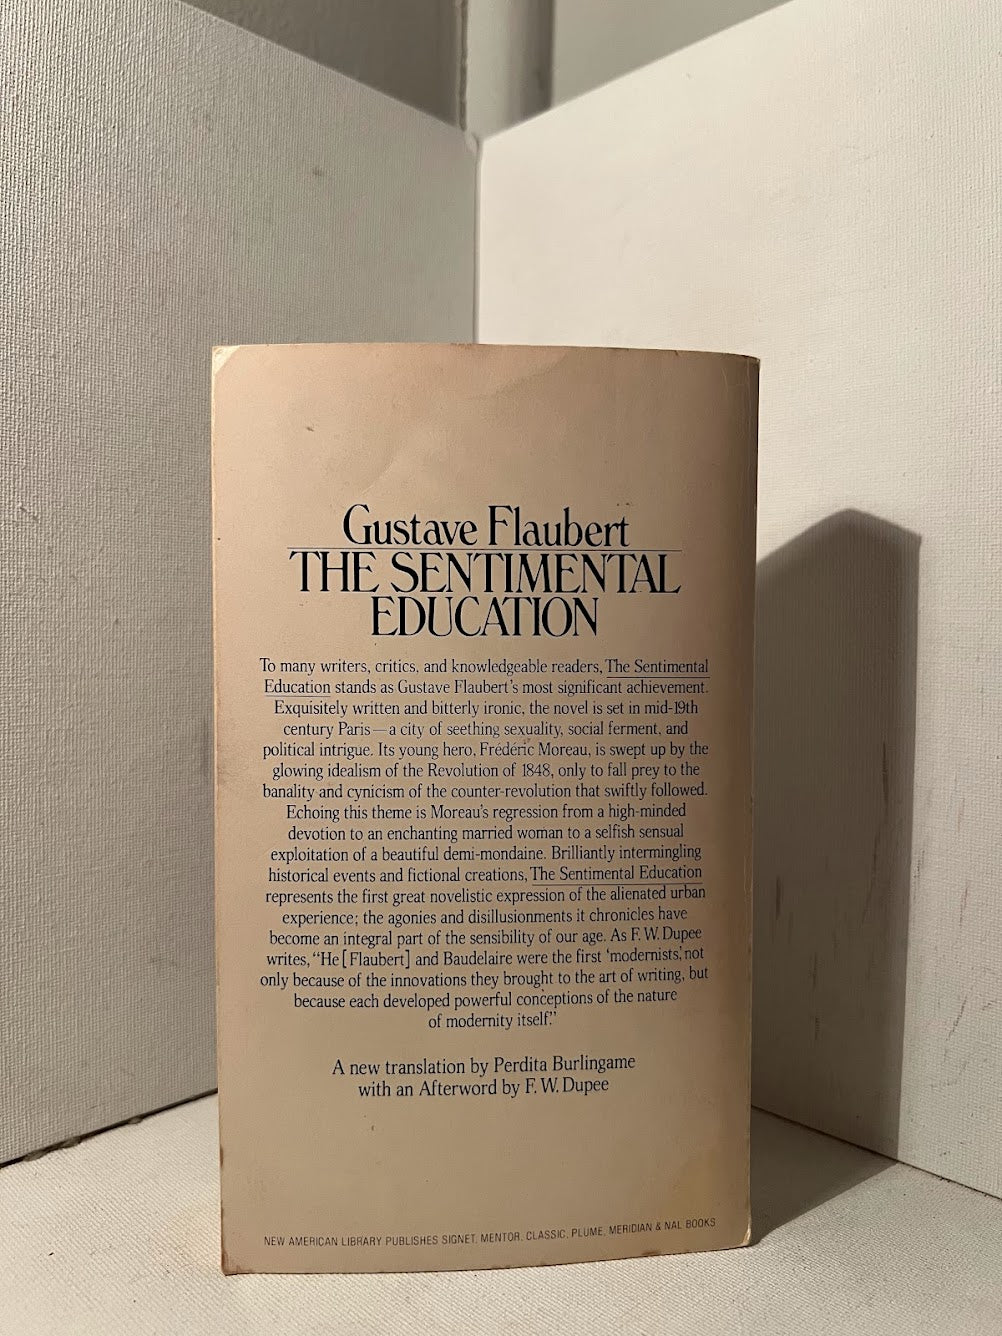 Gustave Flaubert
THE SENTIMENTAL
EDUCATION
To many writers, critics, and knowledgeable readers, The Sentimental
Education stands as Gustave Flaubert's most significant achievement.
Exquisitely written and bitterly ironic, the novel is set in mid-19th
century Paris—a city of seething sexuality, social ferment, and
political intrigue. Its young hero, Frédéric Moreau, is swept up by the
glowing idealism of the Revolution of 1848, only to fall prey to the
banality and cynicism of the counter-revolution that swiftly followed.
Echoing this theme is Moreau's regression from a high-minded
devotion to an enchanting married woman to a selfish sensual
exploitation of a beautiful demi-mondaine. Brilliantly intermingling
historical events and fictional creations, The Sentimental Education
represents the first great novelistic expression of the alienated urban
experience; the agonies and disillusionments it chronicles have
become an integral part of the sensibility of our age. As F. W. Dupee
writes, "He [Flaubert] and Baudelaire were the first 'modernists,' not
only because of the innovations they brought to the art of writing, but
because each developed powerful conceptions of the nature
of modernity itself."
A new translation by Perdita Burlingame
with an Afterword by F. W. Dupee
NEW AMERICAN LIBRARY PUBLISHES SIGNET, MENTOR, CLASSIC, PLUME, MERIDIAN & NAL BOOKS